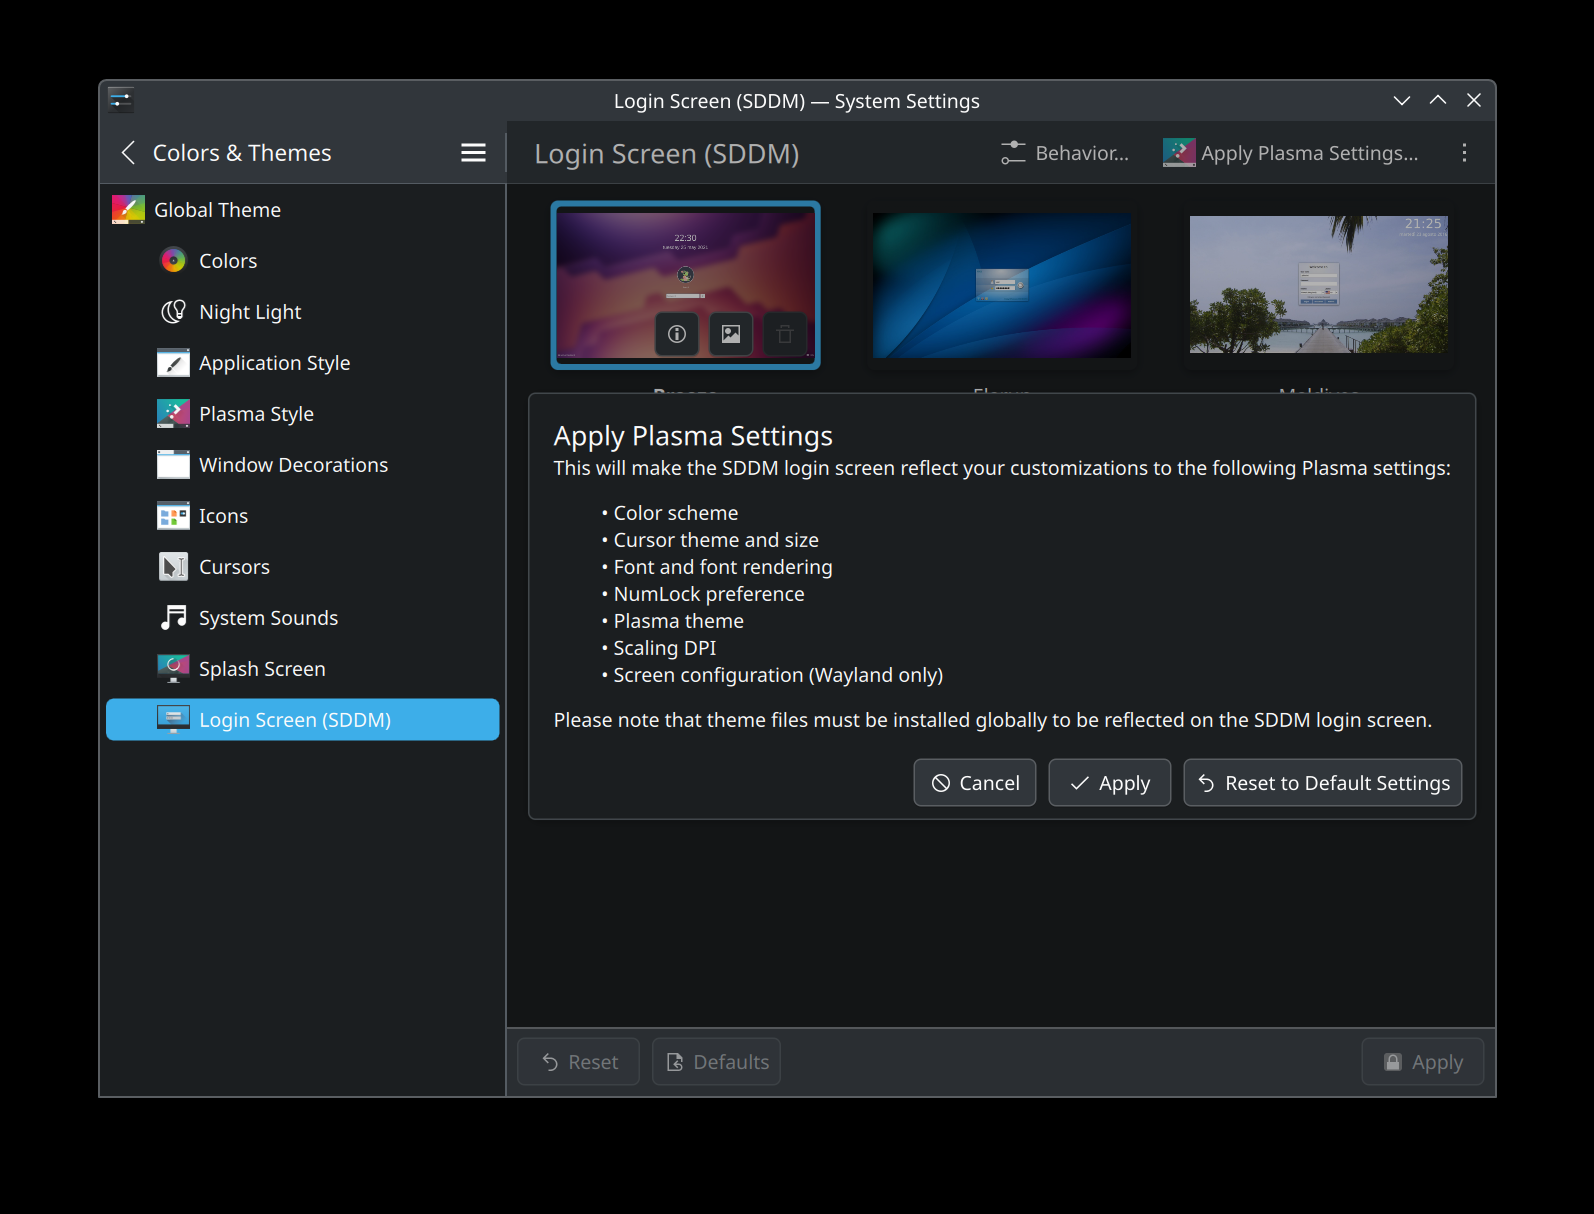 Login Screen (SDDM) — System Settings
Colors & Themes
Login Screen (SDDM)
Behavior...
Apply Plasma Settings...
Global Theme
Colors
Night Light
Application Style
Plasma Style
Window Decorations
Icons
Cursors
System Sounds
Splash Screen
Login Screen (SDDM)
22:30
21:25
Apply Plasma Settings
This will make the SDDM login screen reflect your customizations to the following Plasma settings:
• Color scheme
• Cursor theme and size
• Font and font rendering
• NumLock preference
• Plasma theme
• Scaling DPI
• Screen configuration (Wayland only)
Please note that theme files must be installed globally to be reflected on the SDDM login screen.
Cancel
Apply
Reset to Default Settings
Reset
Defaults
Apply